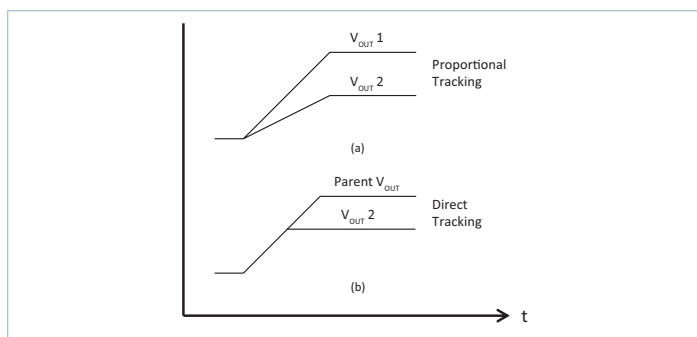 V_OUT 1
Proportional
Tracking
V_OUT 2
(a)
Parent V_OUT
Direct
Tracking
V_OUT 2
(b)
t